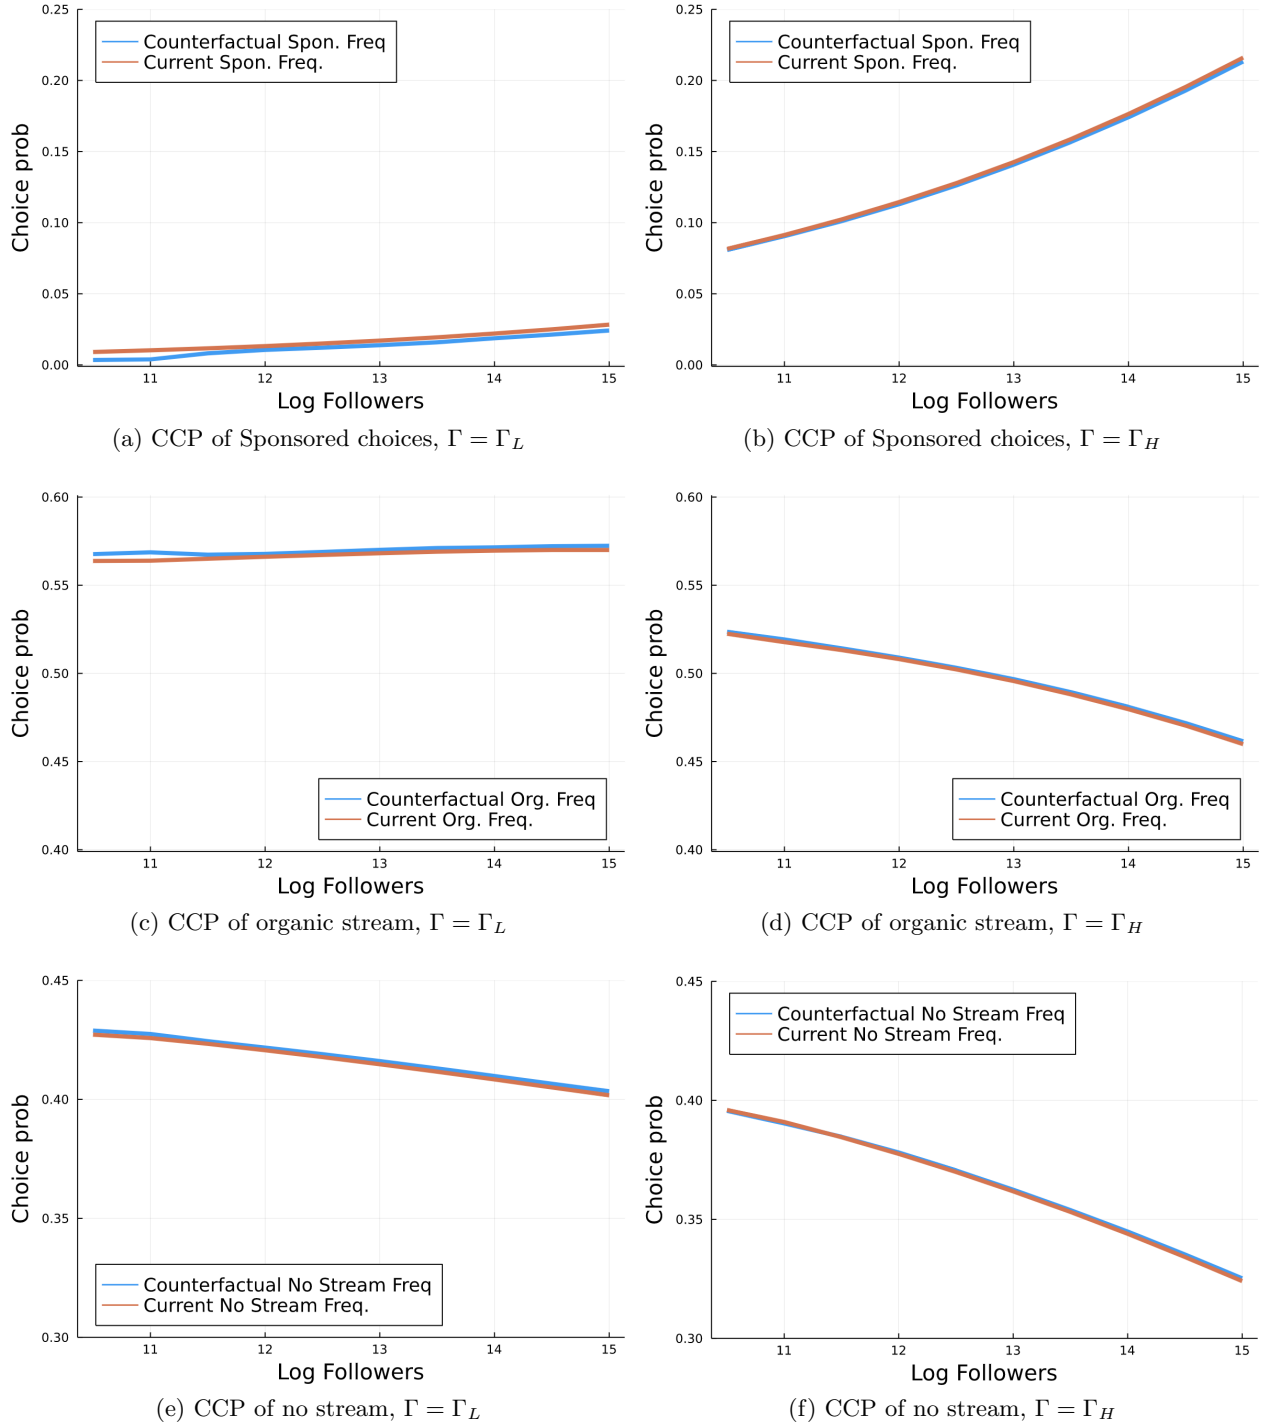 0.25
0.20
0.15
0.10
0.05
0.00
Choice prob
Counterfactual Spon. Freq
Current Spon. Freq.
11 12 13 14 15
Log Followers
(a) CCP of Sponsored choices, Γ = Γ_L
0.25
0.20
0.15
0.10
0.05
0.00
Choice prob
Counterfactual Spon. Freq
Current Spon. Freq.
11 12 13 14 15
Log Followers
(b) CCP of Sponsored choices, Γ = Γ_H
0.60
0.55
0.50
0.45
0.40
Choice prob
Counterfactual Org. Freq
Current Org. Freq.
11 12 13 14 15
Log Followers
(c) CCP of organic stream, Γ = Γ_L
0.60
0.55
0.50
0.45
0.40
Choice prob
Counterfactual Org. Freq
Current Org. Freq.
11 12 13 14 15
Log Followers
(d) CCP of organic stream, Γ = Γ_H
0.45
0.40
0.35
0.30
Choice prob
Counterfactual No Stream Freq
Current No Stream Freq.
11 12 13 14 15
Log Followers
(e) CCP of no stream, Γ = Γ_L
0.45
0.40
0.35
0.30
Choice prob
Counterfactual No Stream Freq
Current No Stream Freq.
11 12 13 14 15
Log Followers
(f) CCP of no stream, Γ = Γ_H